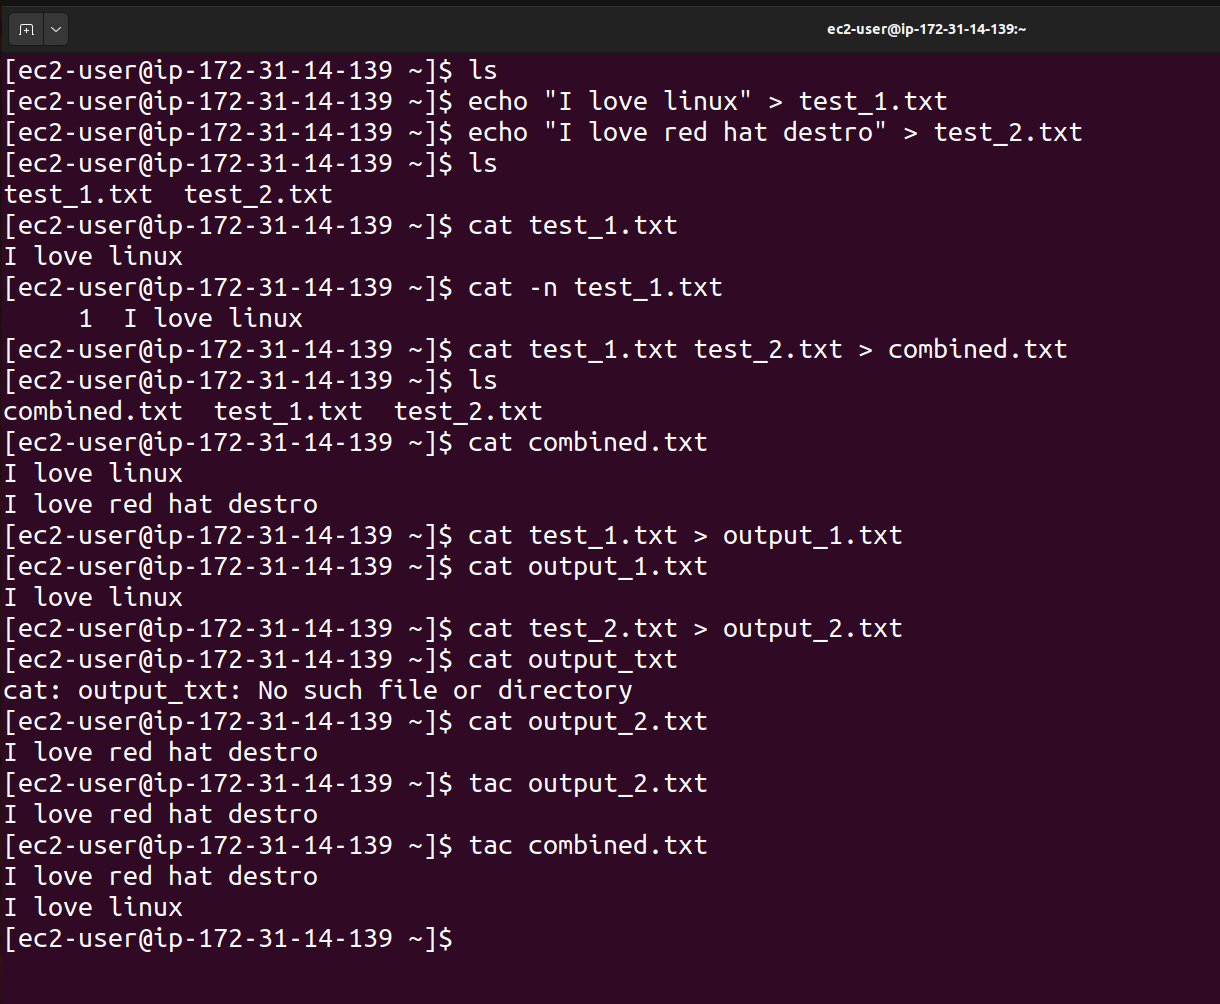 ec2-user@ip-172-31-14-139:~
[ec2-user@ip-172-31-14-139 ~]$ ls
[ec2-user@ip-172-31-14-139 ~]$ echo "I love linux" > test_1.txt
[ec2-user@ip-172-31-14-139 ~]$ echo "I love red hat destro" > test_2.txt
[ec2-user@ip-172-31-14-139 ~]$ ls
test_1.txt  test_2.txt
[ec2-user@ip-172-31-14-139 ~]$ cat test_1.txt
I love linux
[ec2-user@ip-172-31-14-139 ~]$ cat -n test_1.txt
     1  I love linux
[ec2-user@ip-172-31-14-139 ~]$ cat test_1.txt test_2.txt > combined.txt
[ec2-user@ip-172-31-14-139 ~]$ ls
combined.txt  test_1.txt  test_2.txt
[ec2-user@ip-172-31-14-139 ~]$ cat combined.txt
I love linux
I love red hat destro
[ec2-user@ip-172-31-14-139 ~]$ cat test_1.txt > output_1.txt
[ec2-user@ip-172-31-14-139 ~]$ cat output_1.txt
I love linux
[ec2-user@ip-172-31-14-139 ~]$ cat test_2.txt > output_2.txt
[ec2-user@ip-172-31-14-139 ~]$ cat output_txt
cat: output_txt: No such file or directory
[ec2-user@ip-172-31-14-139 ~]$ cat output_2.txt
I love red hat destro
[ec2-user@ip-172-31-14-139 ~]$ tac output_2.txt
I love red hat destro
[ec2-user@ip-172-31-14-139 ~]$ tac combined.txt
I love red hat destro
I love linux
[ec2-user@ip-172-31-14-139 ~]$